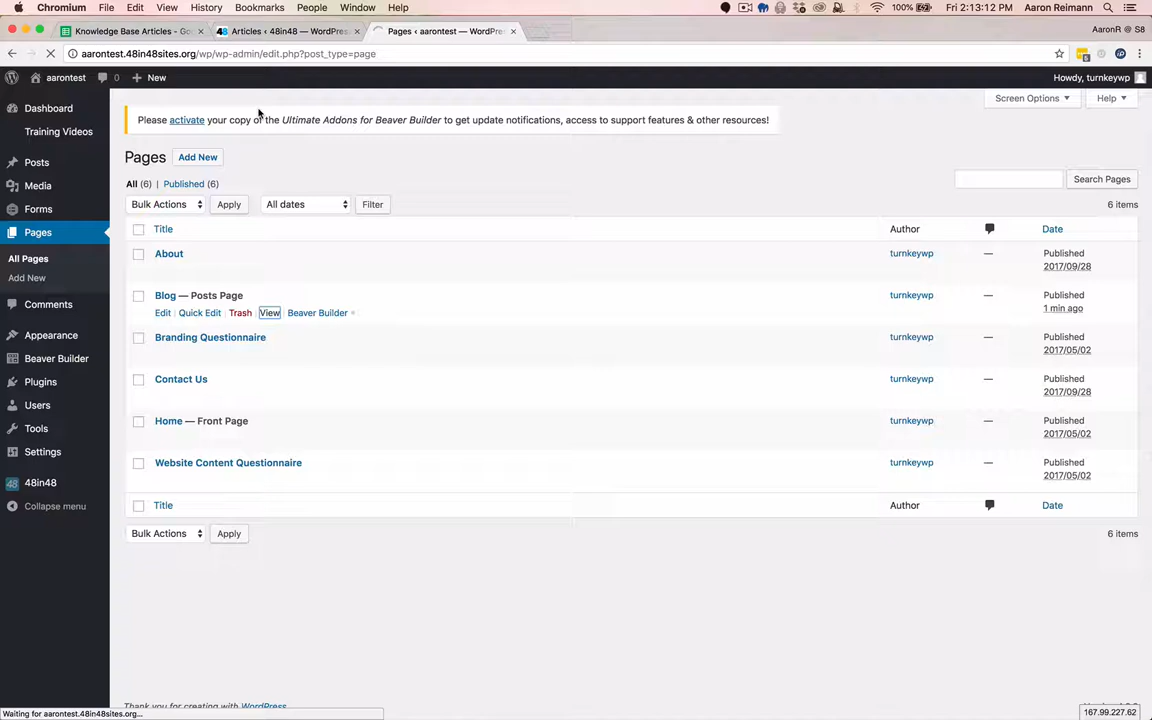 Chromium File Edit View History Bookmarks People Window Help 100% Fri 2:13:12 PM Aaron Reimann
Knowledge Base Articles - Goo × 48 Articles ‹ 48in48 — WordPres × Pages ‹ aarontest — WordPress × AaronR @ S8
aarontest.48in48sites.org/wp/wp-admin/edit.php?post_type=page
aarontest 0 + New Howdy, turnkeywp
Screen Options Help
Dashboard
Training Videos
Posts
Media
Forms
Pages
All Pages
Add New
Comments
Appearance
Beaver Builder
Plugins
Users
Tools
Settings
48 48in48
Collapse menu
Please activate your copy of the Ultimate Addons for Beaver Builder to get update notifications, access to support features & other resources!
Pages Add New
All (6) | Published (6)
Search Pages
Bulk Actions Apply All dates Filter 6 items
Title Author Date
About turnkeywp — Published
2017/09/28
Blog — Posts Page turnkeywp — Published
Edit | Quick Edit | Trash | View | Beaver Builder 1 min ago
Branding Questionnaire turnkeywp — Published
2017/05/02
Contact Us turnkeywp — Published
2017/09/28
Home — Front Page turnkeywp — Published
2017/05/02
Website Content Questionnaire turnkeywp — Published
2017/05/02
Title Author Date
Bulk Actions Apply 6 items
Thank you for creating with WordPress.
Waiting for aarontest.48in48sites.org...
167.99.227.62